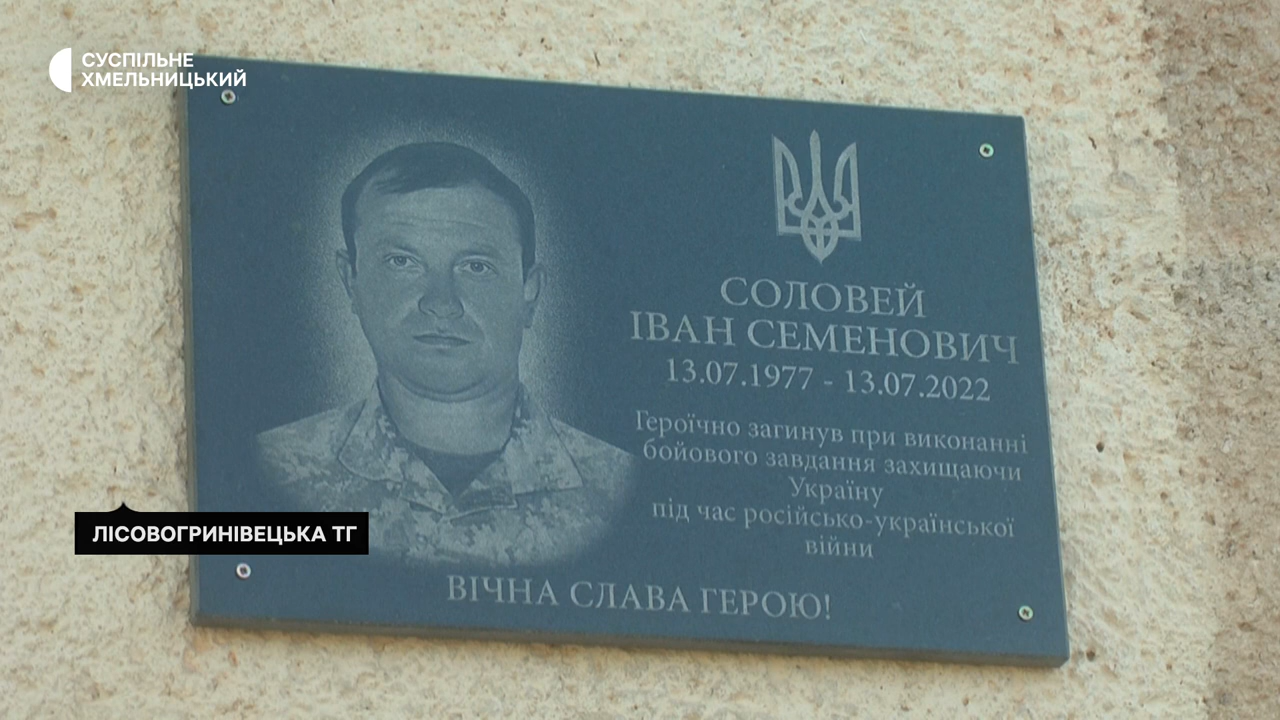 СУСПІЛЬНЕ
ХМЕЛЬНИЦЬКИЙ
СОЛОВЕЙ
ІВАН СЕМЕНОВИЧ
13.07.1977 - 13.07.2022
Героїчно загинув при виконанні
бойового завдання захищаючи
Україну
під час російсько-української
війни
ВІЧНА СЛАВА ГЕРОЮ!
ЛІСОВОГРИНІВЕЦЬКА ТГ